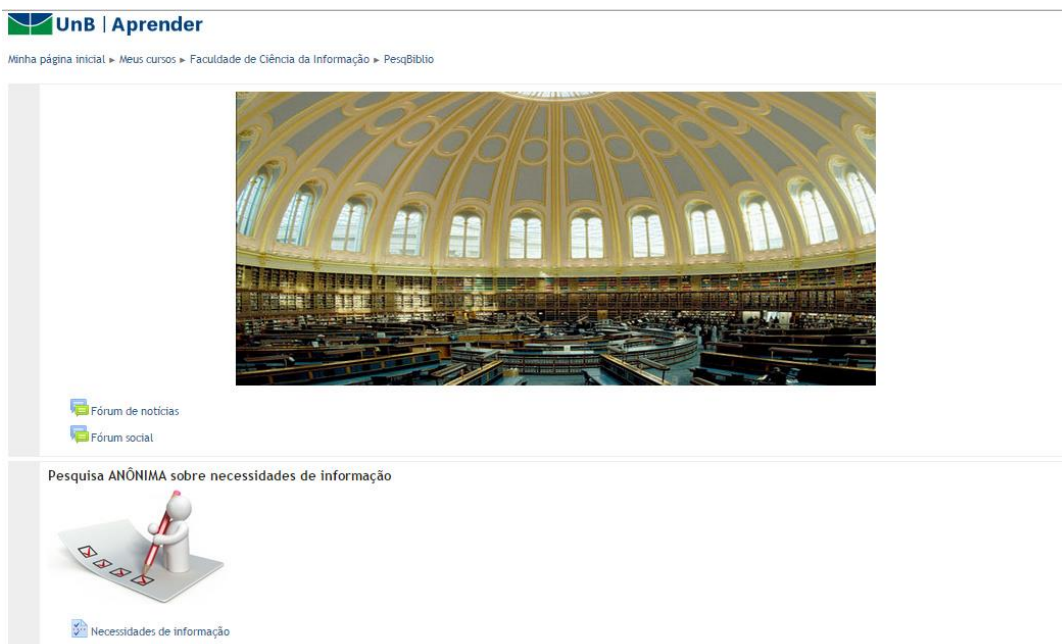 UnB | Aprender
Minha página inicial ► Meus cursos ► Faculdade de Ciência da Informação ► PesqBiblio
Fórum de notícias
Fórum social
Pesquisa ANÔNIMA sobre necessidades de informação
Necessidades de informação